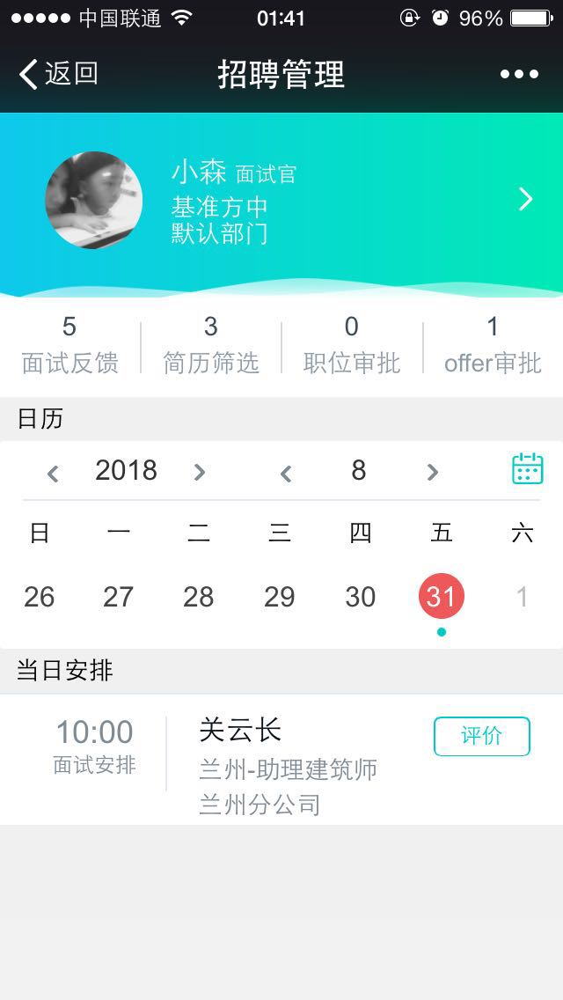 中国联通 01:41 96%
返回 招聘管理
小森 面试官
基准方中
默认部门
5 3 0 1
面试反馈 简历筛选 职位审批 offer审批
日历
2018 8
日 一 二 三 四 五 六
26 27 28 29 30 31 1
当日安排
10:00 关云长 评价
面试安排 兰州-助理建筑师
兰州分公司